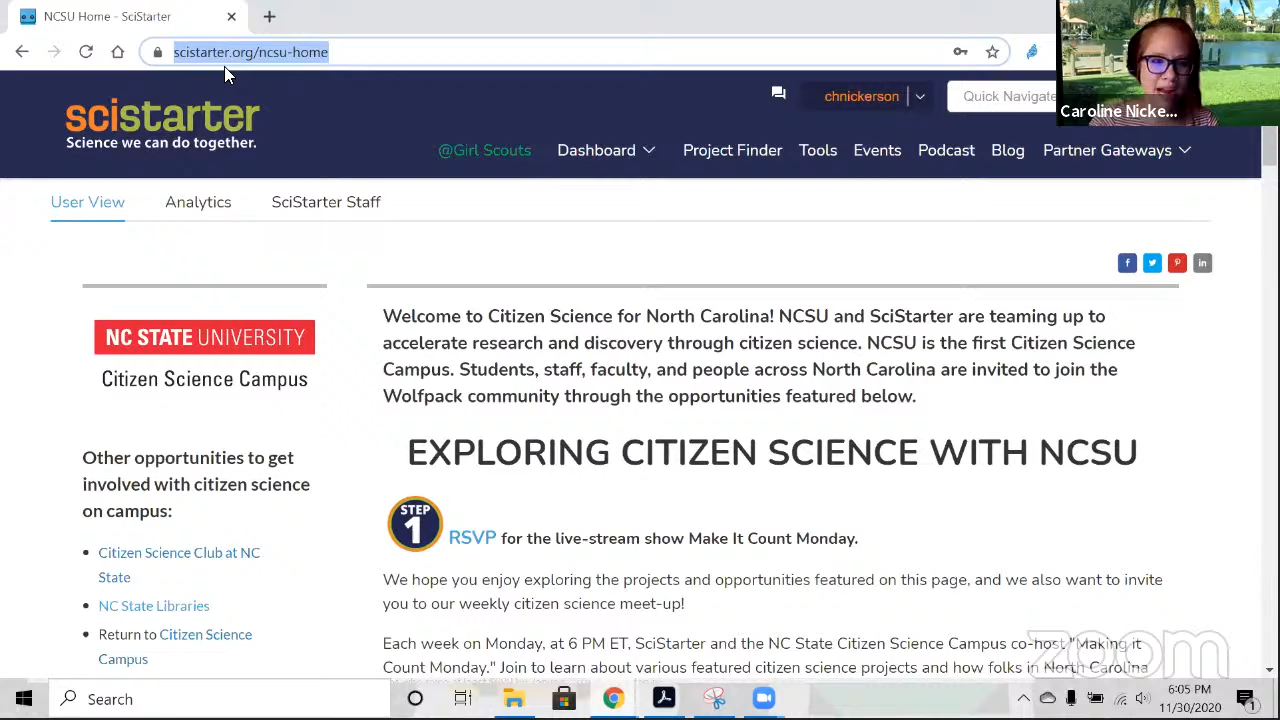 NCSU Home - SciStarter
scistarter.org/ncsu-home
Caroline Nicke...
scistarter
Science we can do together.
chnickerson
Quick Navigate
@Girl Scouts Dashboard Project Finder Tools Events Podcast Blog Partner Gateways
User View Analytics SciStarter Staff
NC STATE UNIVERSITY
Citizen Science Campus
Other opportunities to get
involved with citizen science
on campus:
Citizen Science Club at NC
State
NC State Libraries
Return to Citizen Science
Campus
Welcome to Citizen Science for North Carolina! NCSU and SciStarter are teaming up to
accelerate research and discovery through citizen science. NCSU is the first Citizen Science
Campus. Students, staff, faculty, and people across North Carolina are invited to join the
Wolfpack community through the opportunities featured below.
EXPLORING CITIZEN SCIENCE WITH NCSU
STEP
1
RSVP for the live-stream show Make It Count Monday.
We hope you enjoy exploring the projects and opportunities featured on this page, and we also want to invite
you to our weekly citizen science meet-up!
Each week on Monday, at 6 PM ET, SciStarter and the NC State Citizen Science Campus co-host "Making it
Count Monday." Join to learn about various featured citizen science projects and how folks in North Carolina
zoom
Search
6:05 PM
11/30/2020
1